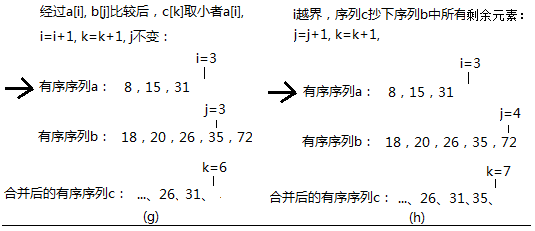 经过a[i], b[j]比较后，c[k]取小者a[i],
i=i+1, k=k+1, j不变：
i=3
有序序列a： 8，15，31
j=3
有序序列b： 18，20，26，35，72
k=6
合并后的有序序列c： ...、26、31、
(g)
i越界，序列c抄下序列b中所有剩余元素：
j=j+1, k=k+1,
i=3
有序序列a： 8，15，31
j=4
有序序列b： 18，20，26，35，72
k=7
合并后的有序序列c： ...、26、31、35、
(h)